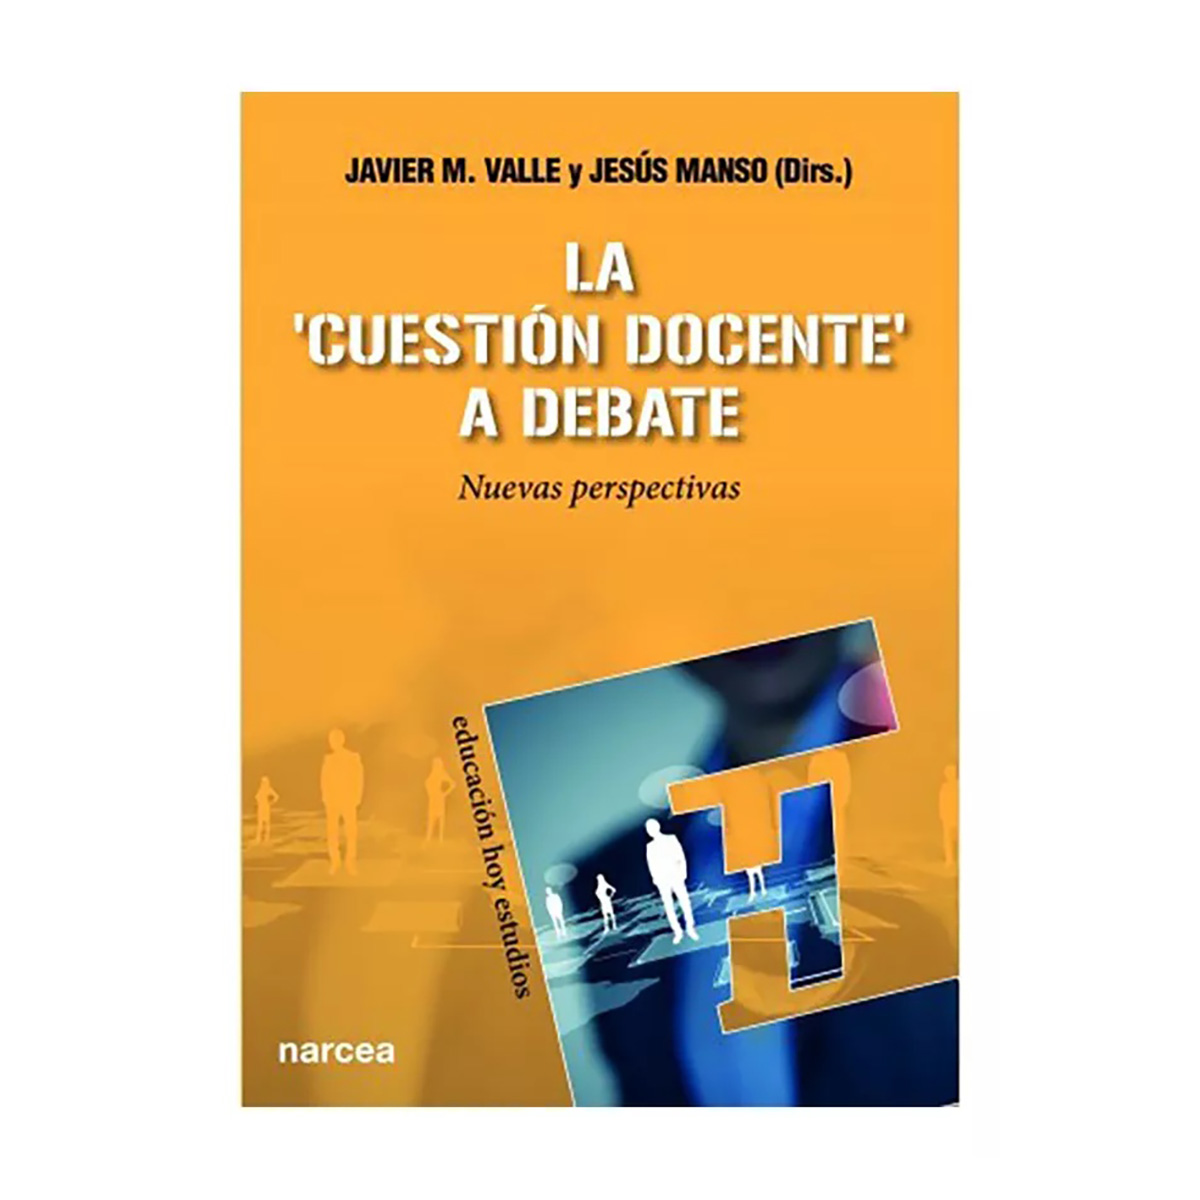 JAVIER M. VALLE y JESÚS MANSO (Dirs.)
LA
'CUESTIÓN DOCENTE'
A DEBATE
Nuevas perspectivas
educación hoy estudios
narcea